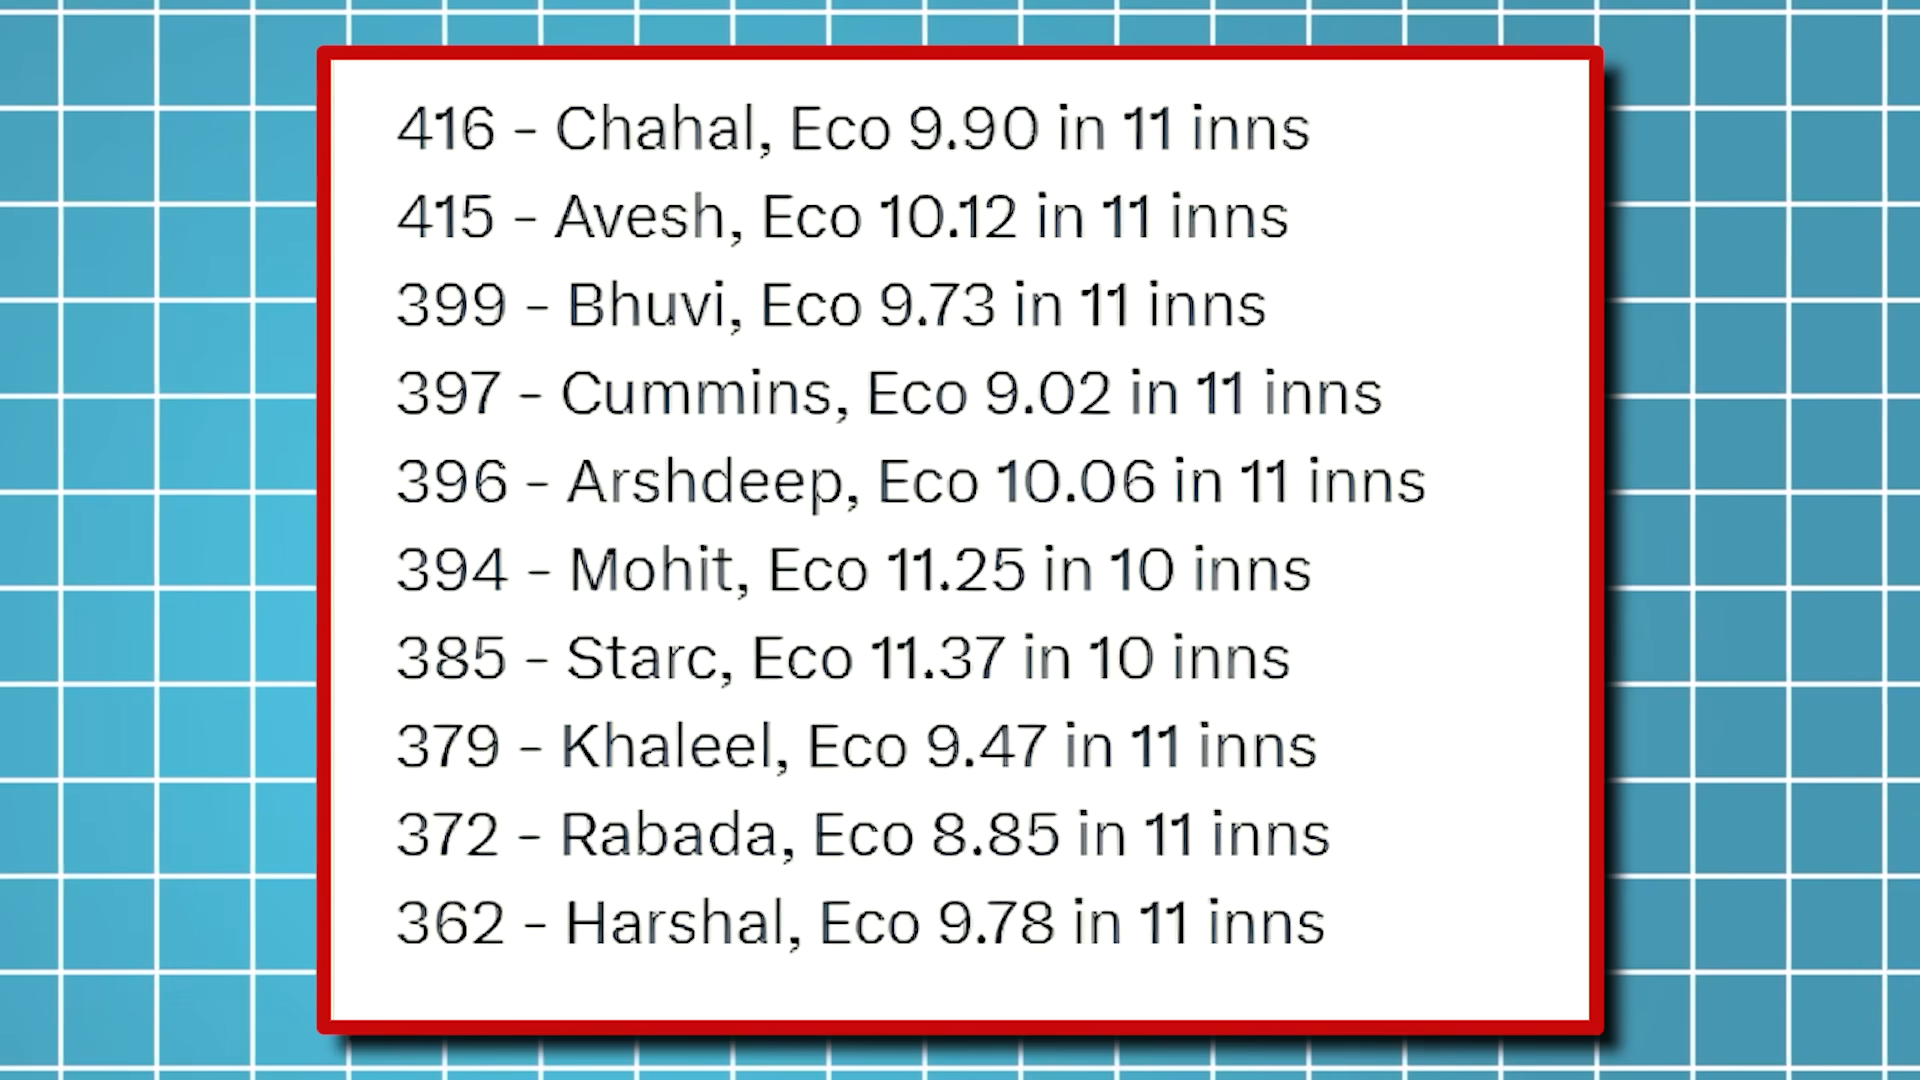 416 - Chahal, Eco 9.90 in 11 inns
415 - Avesh, Eco 10.12 in 11 inns
399 - Bhuvi, Eco 9.73 in 11 inns
397 - Cummins, Eco 9.02 in 11 inns
396 - Arshdeep, Eco 10.06 in 11 inns
394 - Mohit, Eco 11.25 in 10 inns
385 - Starc, Eco 11.37 in 10 inns
379 - Khaleel, Eco 9.47 in 11 inns
372 - Rabada, Eco 8.85 in 11 inns
362 - Harshal, Eco 9.78 in 11 inns